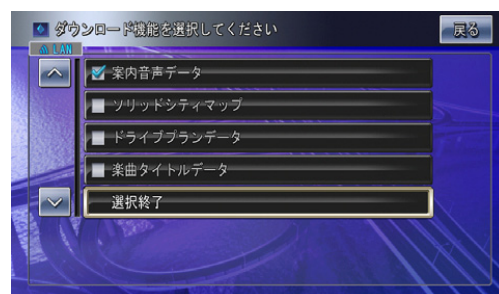 ダウンロード機能を選択してください
戻る
LAN
案内音声データ
ソリッドシティマップ
ドライブプランデータ
楽曲タイトルデータ
選択終了